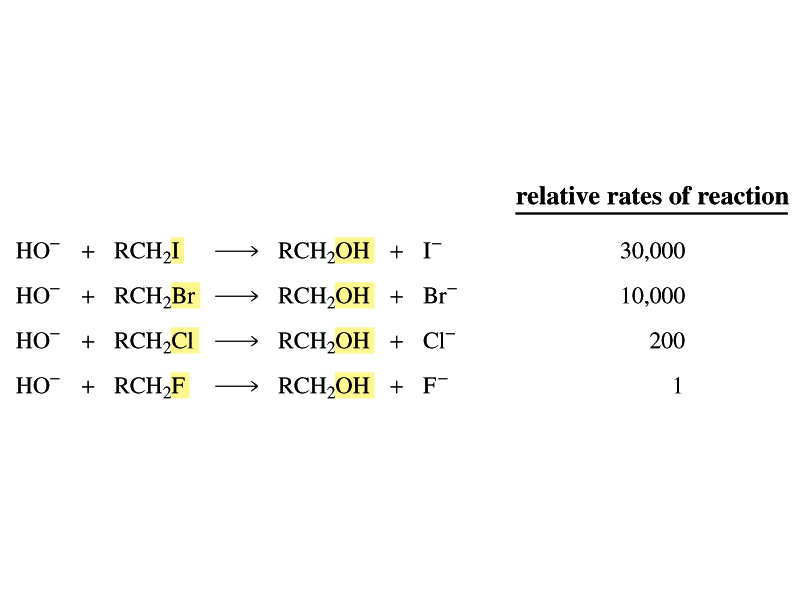 relative rates of reaction
HO⁻ + RCH₂I ⟶ RCH₂OH + I⁻ 30,000
HO⁻ + RCH₂Br ⟶ RCH₂OH + Br⁻ 10,000
HO⁻ + RCH₂Cl ⟶ RCH₂OH + Cl⁻ 200
HO⁻ + RCH₂F ⟶ RCH₂OH + F⁻ 1